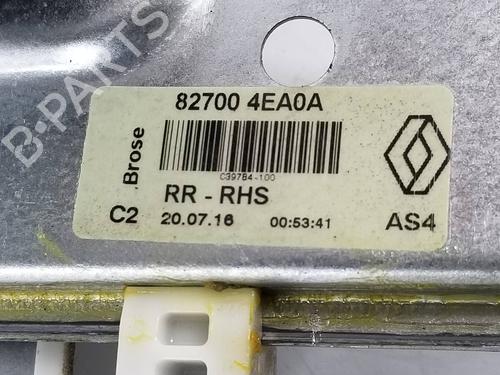 B-PARTS
82700 4EA0A
Brose
C39784-100
RR - RHS
C2 20.07.16 00:53:41 AS4